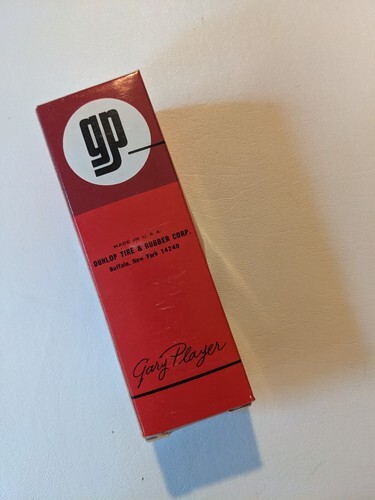 gp
MADE IN U. S. A.
DUNLOP TIRE & RUBBER CORP.
Buffalo, New York 14240
Gary Player